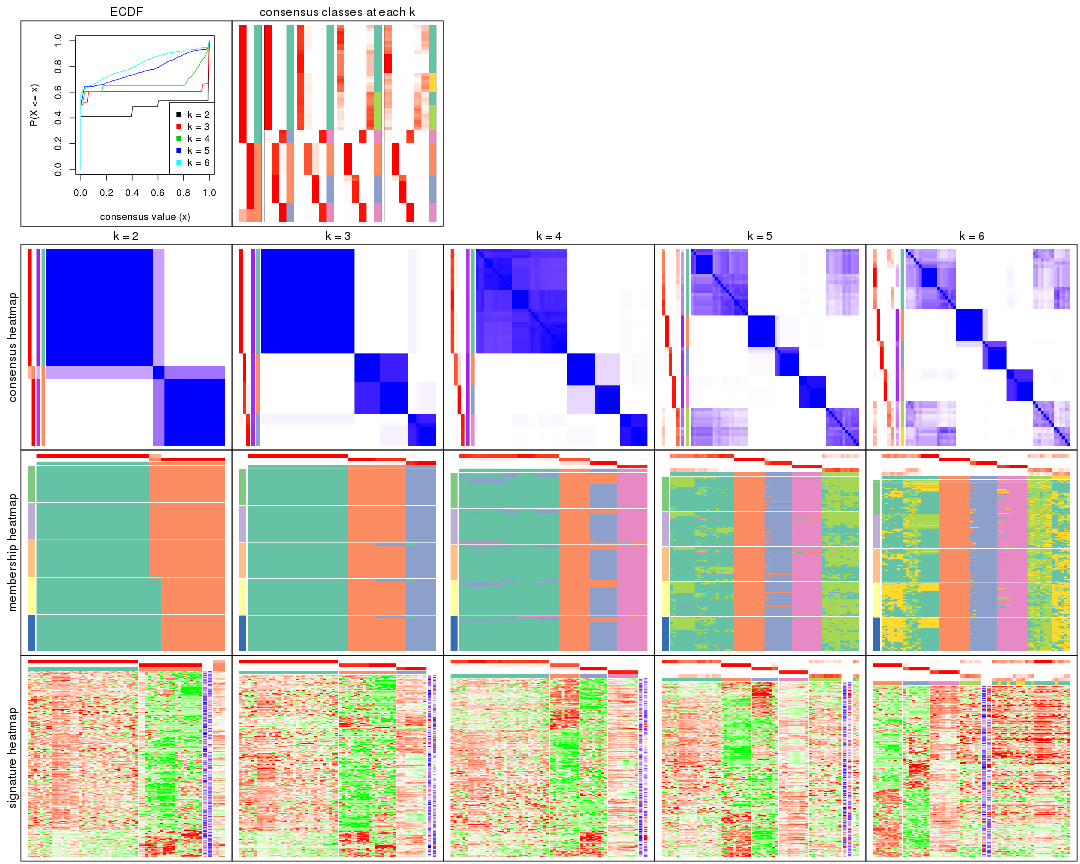 ECDF
consensus classes at each k
P(X <= x)
1.0
0.8
0.6
0.4
0.2
0.0
k = 2
k = 3
k = 4
k = 5
k = 6
0.0 0.2 0.4 0.6 0.8 1.0
consensus value (x)
k = 2
k = 3
k = 4
k = 5
k = 6
consensus heatmap
membership heatmap
signature heatmap